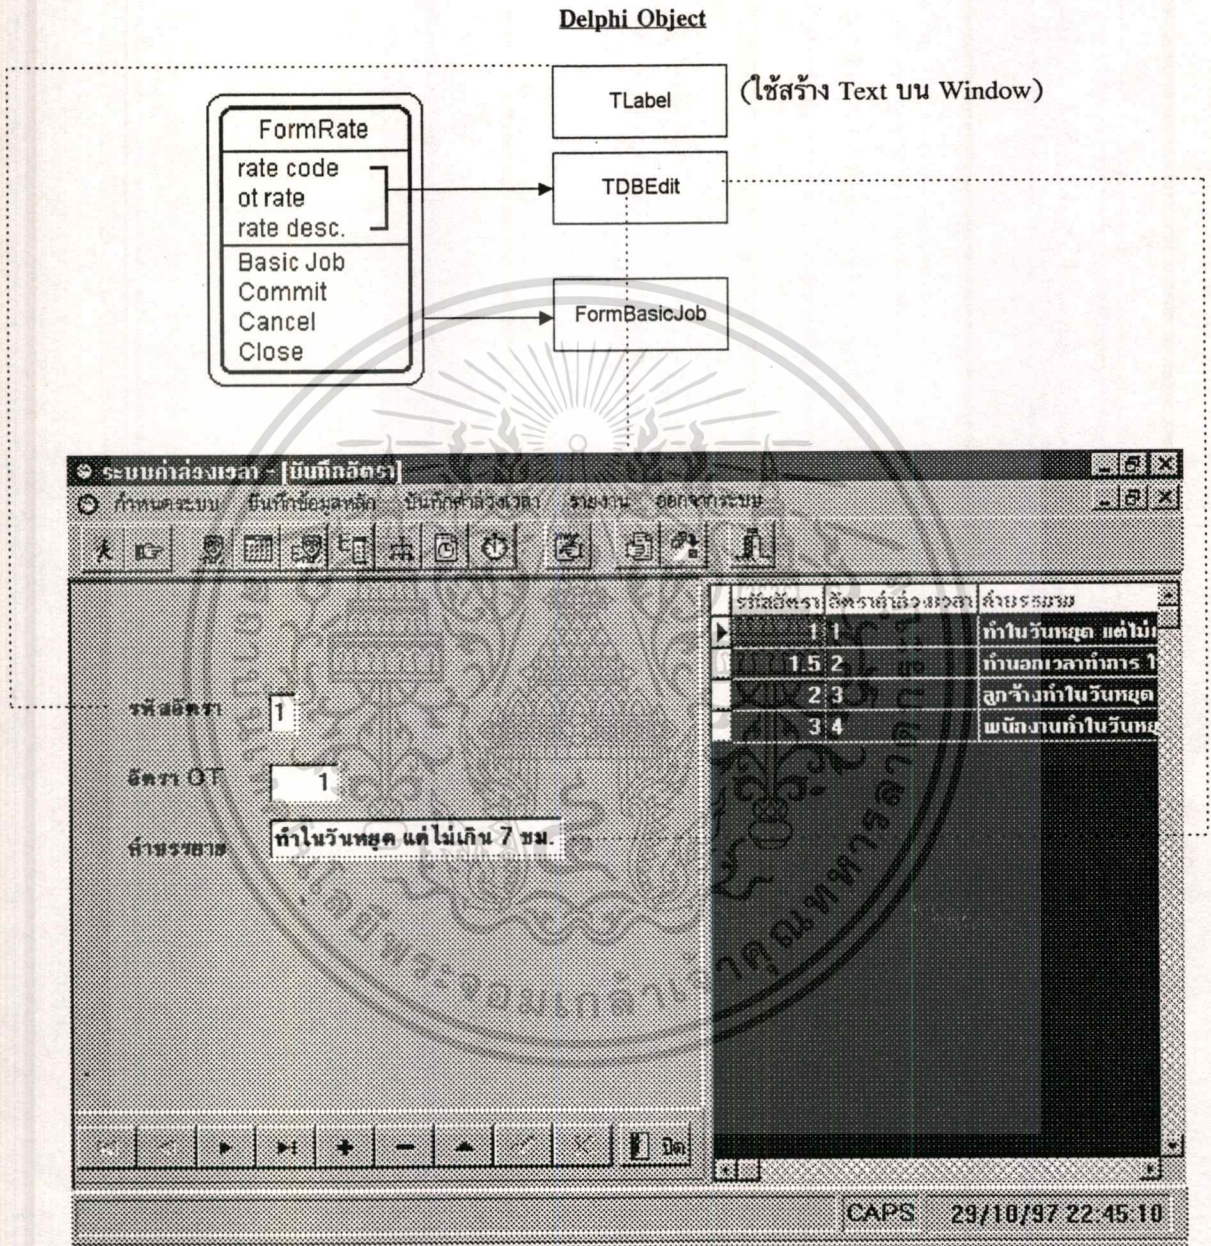 Delphi Object
TLabel
(ใช้สร้าง Text บน Window)
FormRate
rate code
ot rate
rate desc.
TDBEdit
Basic Job
Commit
Cancel
Close
FormBasicJob
ระบบค่าล่วงเวลา - [บันทึกอัตรา]
กำหนดระบบ บันทึกข้อมูลหลัก บันทึกค่าล่วงเวลา รายงาน ออกจากระบบ
รหัสอัตรา อัตราค่าล่วงเวลา คำบรรยาย
1 1 ทำในวันหยุด แต่ไม่เ
1.5 2 ทำนอกเวลาทำการ 1
2 3 ลูกจ้างทำในวันหยุด
3 4 พนักงานทำในวันหยุ
รหัสอัตรา 1
อัตรา OT 1
คำบรรยาย ทำในวันหยุด แต่ไม่เกิน 7 ชม.
ปิด
CAPS 29/10/97 22:45:10